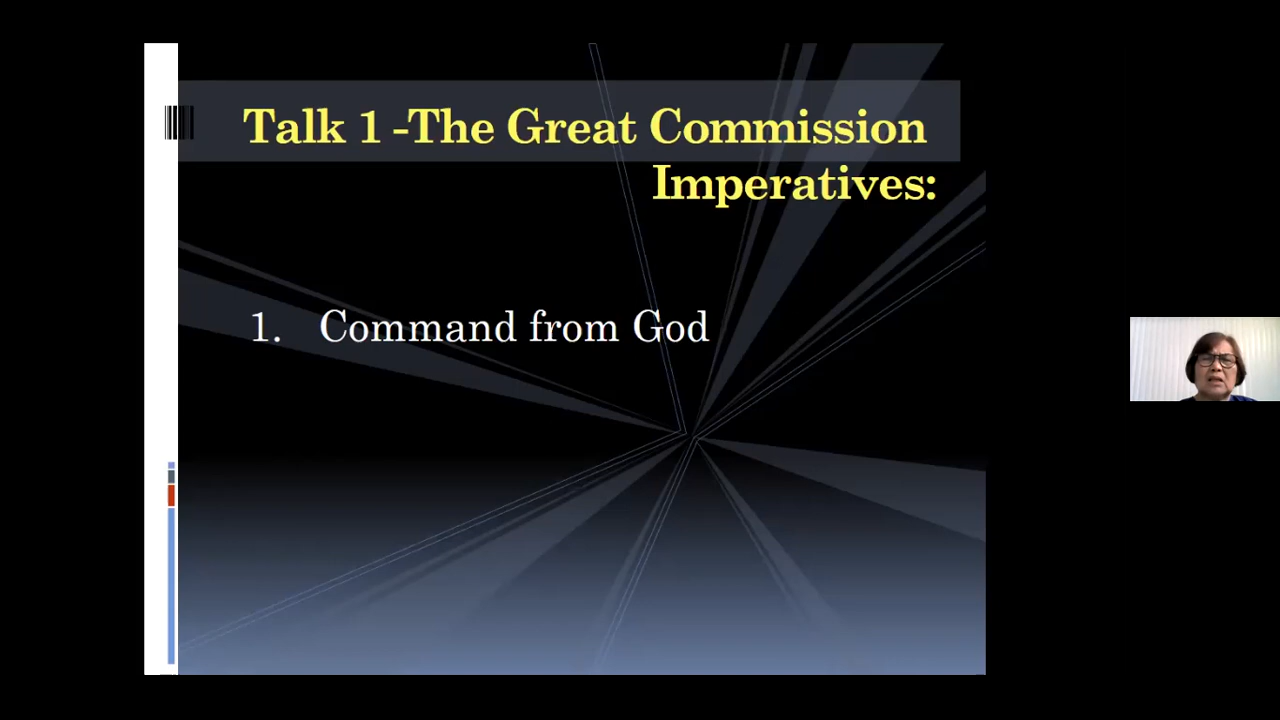 Talk 1 -The Great Commission
Imperatives:
1. Command from God